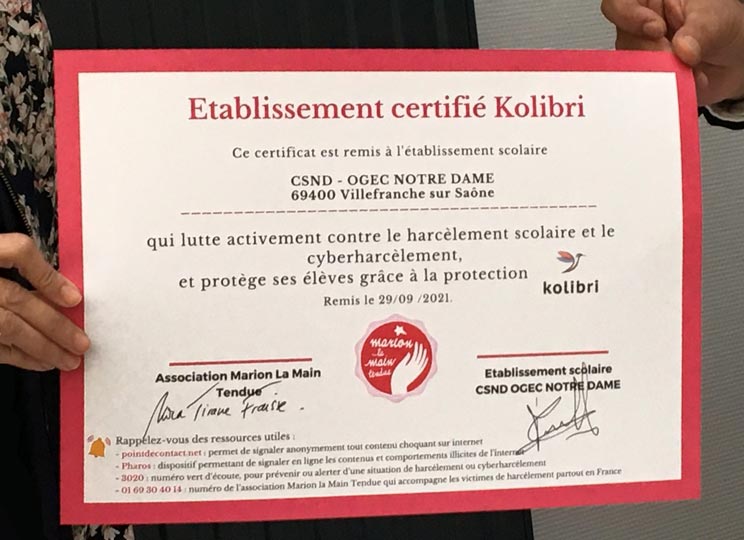 Etablissement certifié Kolibri
Ce certificat est remis à l'établissement scolaire
CSND - OGEC NOTRE DAME
69400 Villefranche sur Saône
qui lutte activement contre le harcèlement scolaire et le
cyberharcèlement,
et protège ses élèves grâce à la protection
kolibri
Remis le 29/09 /2021.
marion
la
main
tendue
Association Marion La Main
Tendue
Nora Tirane Fraisse.
Etablissement scolaire
CSND OGEC NOTRE DAME
Rappelez-vous des ressources utiles :
- pointdecontact.net : permet de signaler anonymement tout contenu choquant sur internet
- Pharos : dispositif permettant de signaler en ligne les contenus et comportements illicites de l'internet
- 3020 : numéro vert d'écoute, pour prévenir ou alerter d'une situation de harcèlement ou cyberharcèlement
- 01 69 30 40 14 : numéro de l'association Marion la Main Tendue qui accompagne les victimes de harcèlement partout en France